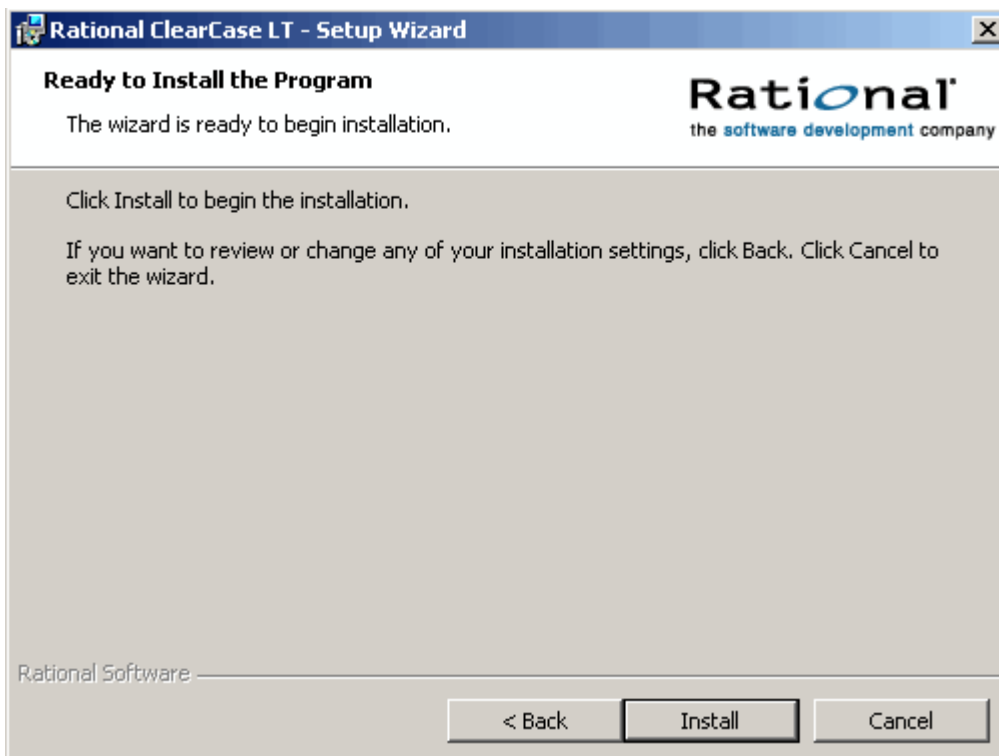 Rational ClearCase LT - Setup Wizard
Ready to Install the Program
The wizard is ready to begin installation.
Rational
the software development company
Click Install to begin the installation.
If you want to review or change any of your installation settings, click Back. Click Cancel to
exit the wizard.
Rational Software
< Back
Install
Cancel